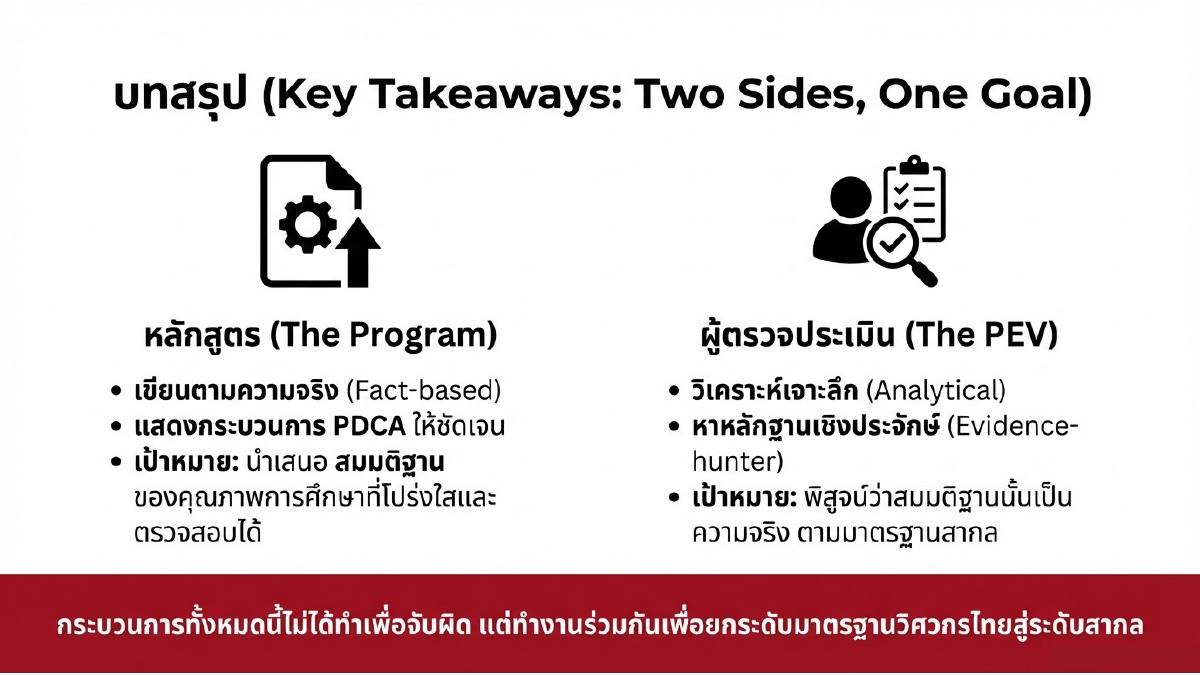 บทสรุป (Key Takeaways: Two Sides, One Goal)
หลักสูตร (The Program)
• เขียนตามความจริง (Fact-based)
• แสดงกระบวนการ PDCA ให้ชัดเจน
• เป้าหมาย: นำเสนอ สมมติฐาน
ของคุณภาพการศึกษาที่โปร่งใสและ
ตรวจสอบได้
ผู้ตรวจประเมิน (The PEV)
• วิเคราะห์เจาะลึก (Analytical)
• หาหลักฐานเชิงประจักษ์ (Evidence-
hunter)
• เป้าหมาย: พิสูจน์ว่าสมมติฐานนั้นเป็น
ความจริง ตามมาตรฐานสากล
กระบวนการทั้งหมดนี้ไม่ได้ทำเพื่อจับผิด แต่ทำงานร่วมกันเพื่อยกระดับมาตรฐานวิศวกรไทยสู่ระดับสากล